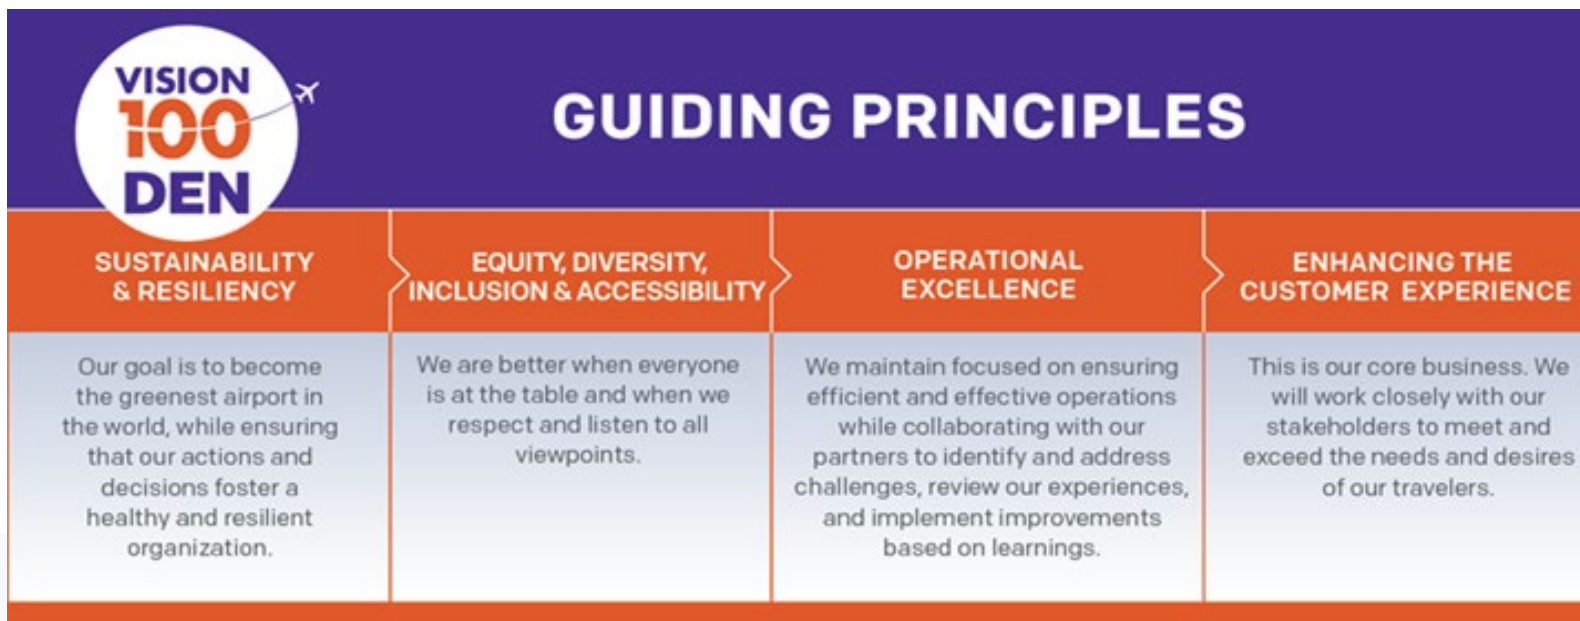 VISION
100
DEN
GUIDING PRINCIPLES
SUSTAINABILITY
& RESILIENCY
Our goal is to become
the greenest airport in
the world, while ensuring
that our actions and
decisions foster a
healthy and resilient
organization.
EQUITY, DIVERSITY,
INCLUSION & ACCESSIBILITY
We are better when everyone
is at the table and when we
respect and listen to all
viewpoints.
OPERATIONAL
EXCELLENCE
We maintain focused on ensuring
efficient and effective operations
while collaborating with our
partners to identify and address
challenges, review our experiences,
and implement improvements
based on learnings.
ENHANCING THE
CUSTOMER EXPERIENCE
This is our core business. We
will work closely with our
stakeholders to meet and
exceed the needs and desires
of our travelers.